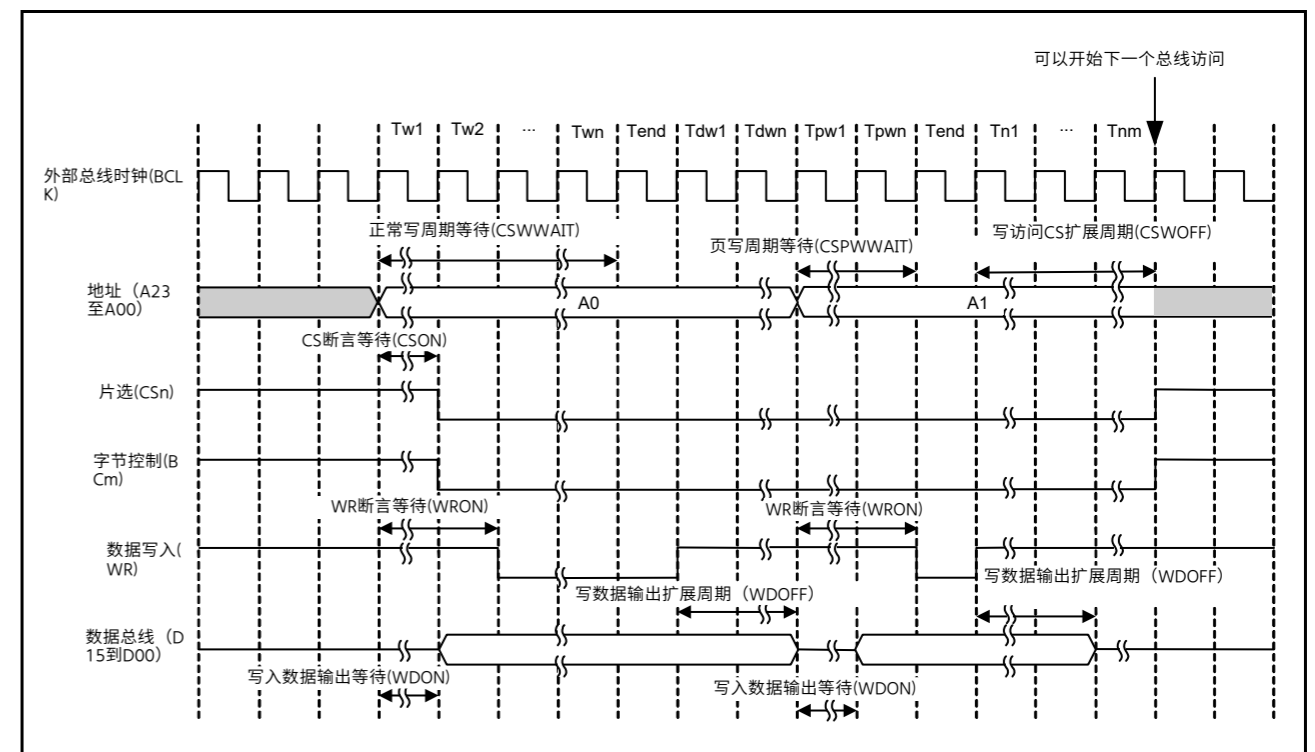 可以开始下一个总线访问
Tw1 Tw2 ... Twn Tend Tdw1 Tdwn Tpw1 Tpwn Tend Tn1 ... Tnm
外部总线时钟(BCL
K)
正常写周期等待(CSWWAIT)
页写周期等待(CSPWWAIT)
写访问CS扩展周期(CSWOFF)
地址（A23
至A00）
A0
A1
CS断言等待(CSON)
片选(CSn)
字节控制(B
Cm)
WR断言等待(WRON)
WR断言等待(WRON)
数据写入(
WR)
写数据输出扩展周期（WDOFF）
写数据输出扩展周期（WDOFF）
数据总线（D
15到D00）
写入数据输出等待(WDON)
写入数据输出等待(WDON)